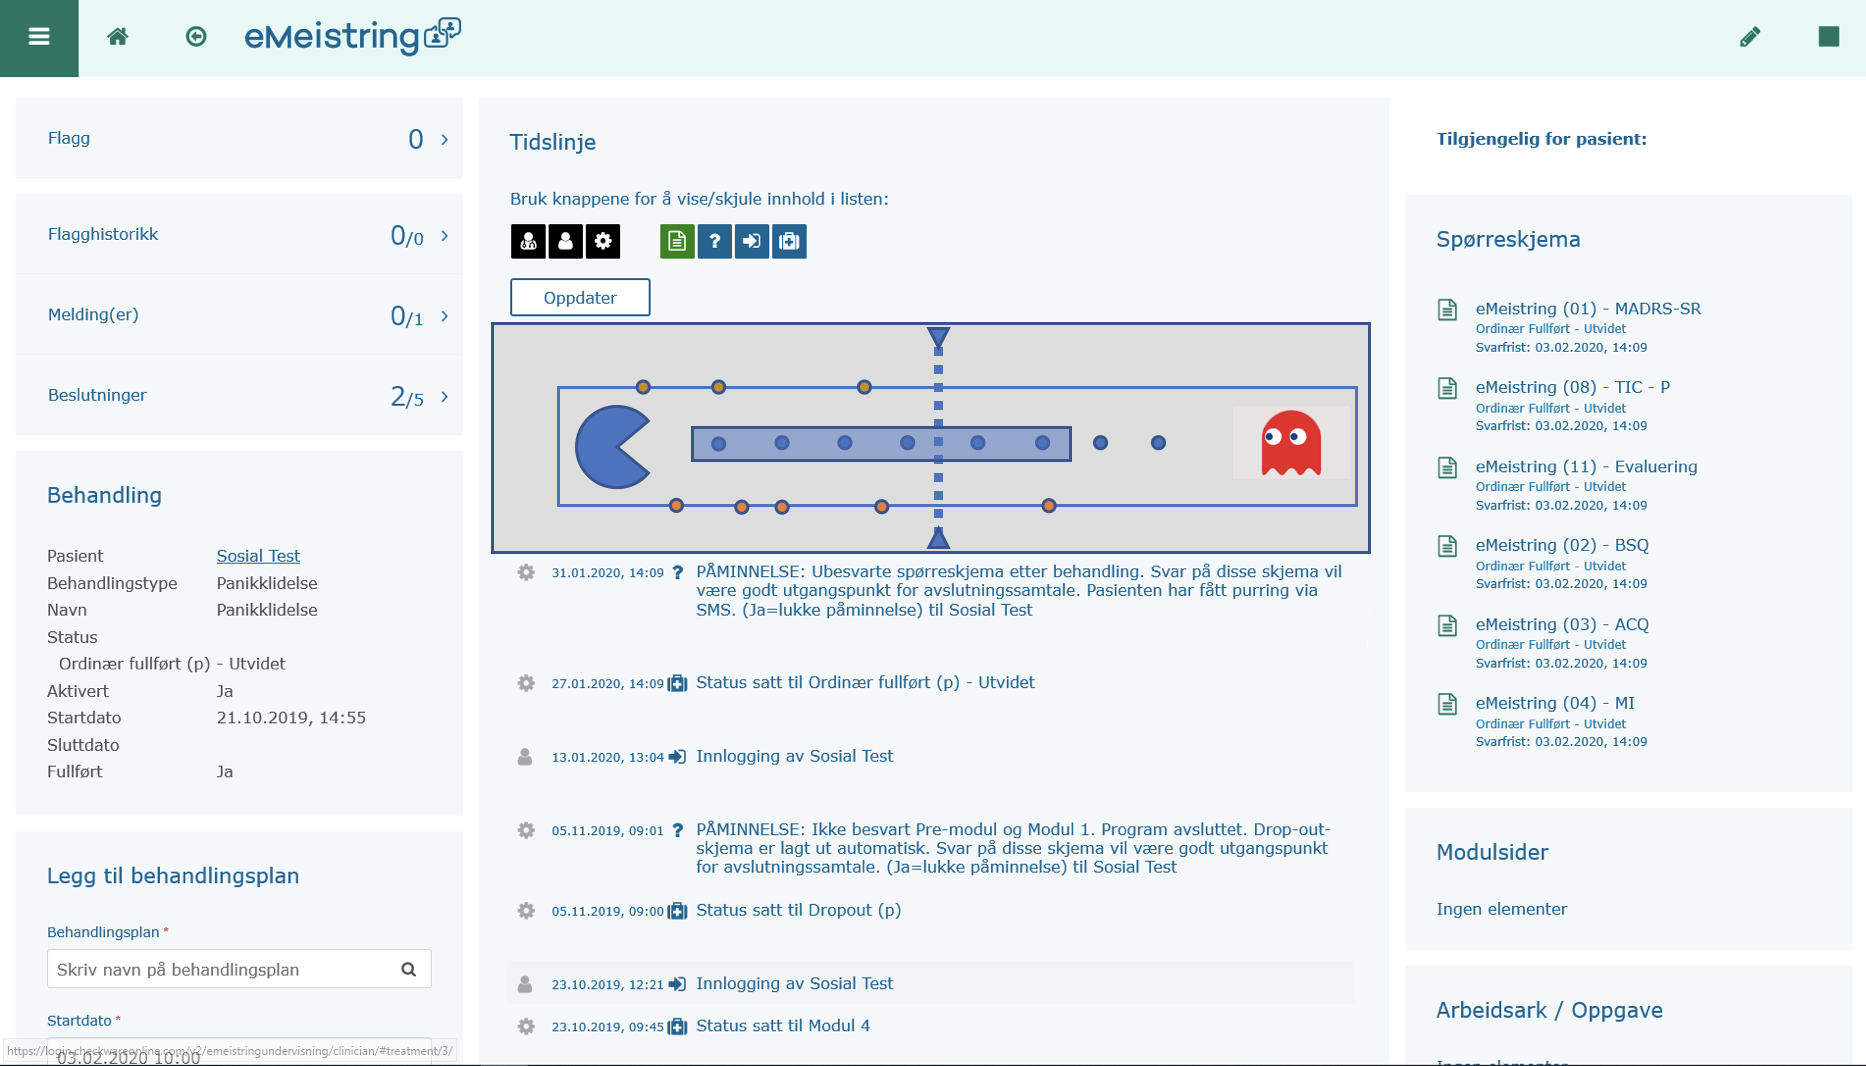 eMeistring
Flagg 0
Flagghistorikk 0/0
Melding(er) 0/1
Beslutninger 2/5
Behandling
Pasient Sosial Test
Behandlingstype Panikklidelse
Navn Panikklidelse
Status
Ordinær fullført (p) - Utvidet
Aktivert Ja
Startdato 21.10.2019, 14:55
Sluttdato
Fullført Ja
Legg til behandlingsplan
Behandlingsplan *
Skriv navn på behandlingsplan
Startdato *
03.02.2020 10:00
https://login.checkwareonline.com/v2/emeistringundervisning/clinician/#treatment/3/
Tidslinje
Bruk knappene for å vise/skjule innhold i listen:
?
Oppdater
31.01.2020, 14:09 ? PÅMINNELSE: Ubesvarte spørreskjema etter behandling. Svar på disse skjema vil
være godt utgangspunkt for avslutningssamtale. Pasienten har fått purring via
SMS. (Ja=lukke påminnelse) til Sosial Test
27.01.2020, 14:09 Status satt til Ordinær fullført (p) - Utvidet
13.01.2020, 13:04 Innlogging av Sosial Test
05.11.2019, 09:01 ? PÅMINNELSE: Ikke besvart Pre-modul og Modul 1. Program avsluttet. Drop-out-
skjema er lagt ut automatisk. Svar på disse skjema vil være godt utgangspunkt
for avslutningssamtale. (Ja=lukke påminnelse) til Sosial Test
05.11.2019, 09:00 Status satt til Dropout (p)
23.10.2019, 12:21 Innlogging av Sosial Test
23.10.2019, 09:45 Status satt til Modul 4
Tilgjengelig for pasient:
Spørreskjema
eMeistring (01) - MADRS-SR
Ordinær Fullført - Utvidet
Svarfrist: 03.02.2020, 14:09
eMeistring (08) - TIC - P
Ordinær Fullført - Utvidet
Svarfrist: 03.02.2020, 14:09
eMeistring (11) - Evaluering
Ordinær Fullført - Utvidet
Svarfrist: 03.02.2020, 14:09
eMeistring (02) - BSQ
Ordinær Fullført - Utvidet
Svarfrist: 03.02.2020, 14:09
eMeistring (03) - ACQ
Ordinær Fullført - Utvidet
Svarfrist: 03.02.2020, 14:09
eMeistring (04) - MI
Ordinær Fullført - Utvidet
Svarfrist: 03.02.2020, 14:09
Modulsider
Ingen elementer
Arbeidsark / Oppgave
Ingen elementer